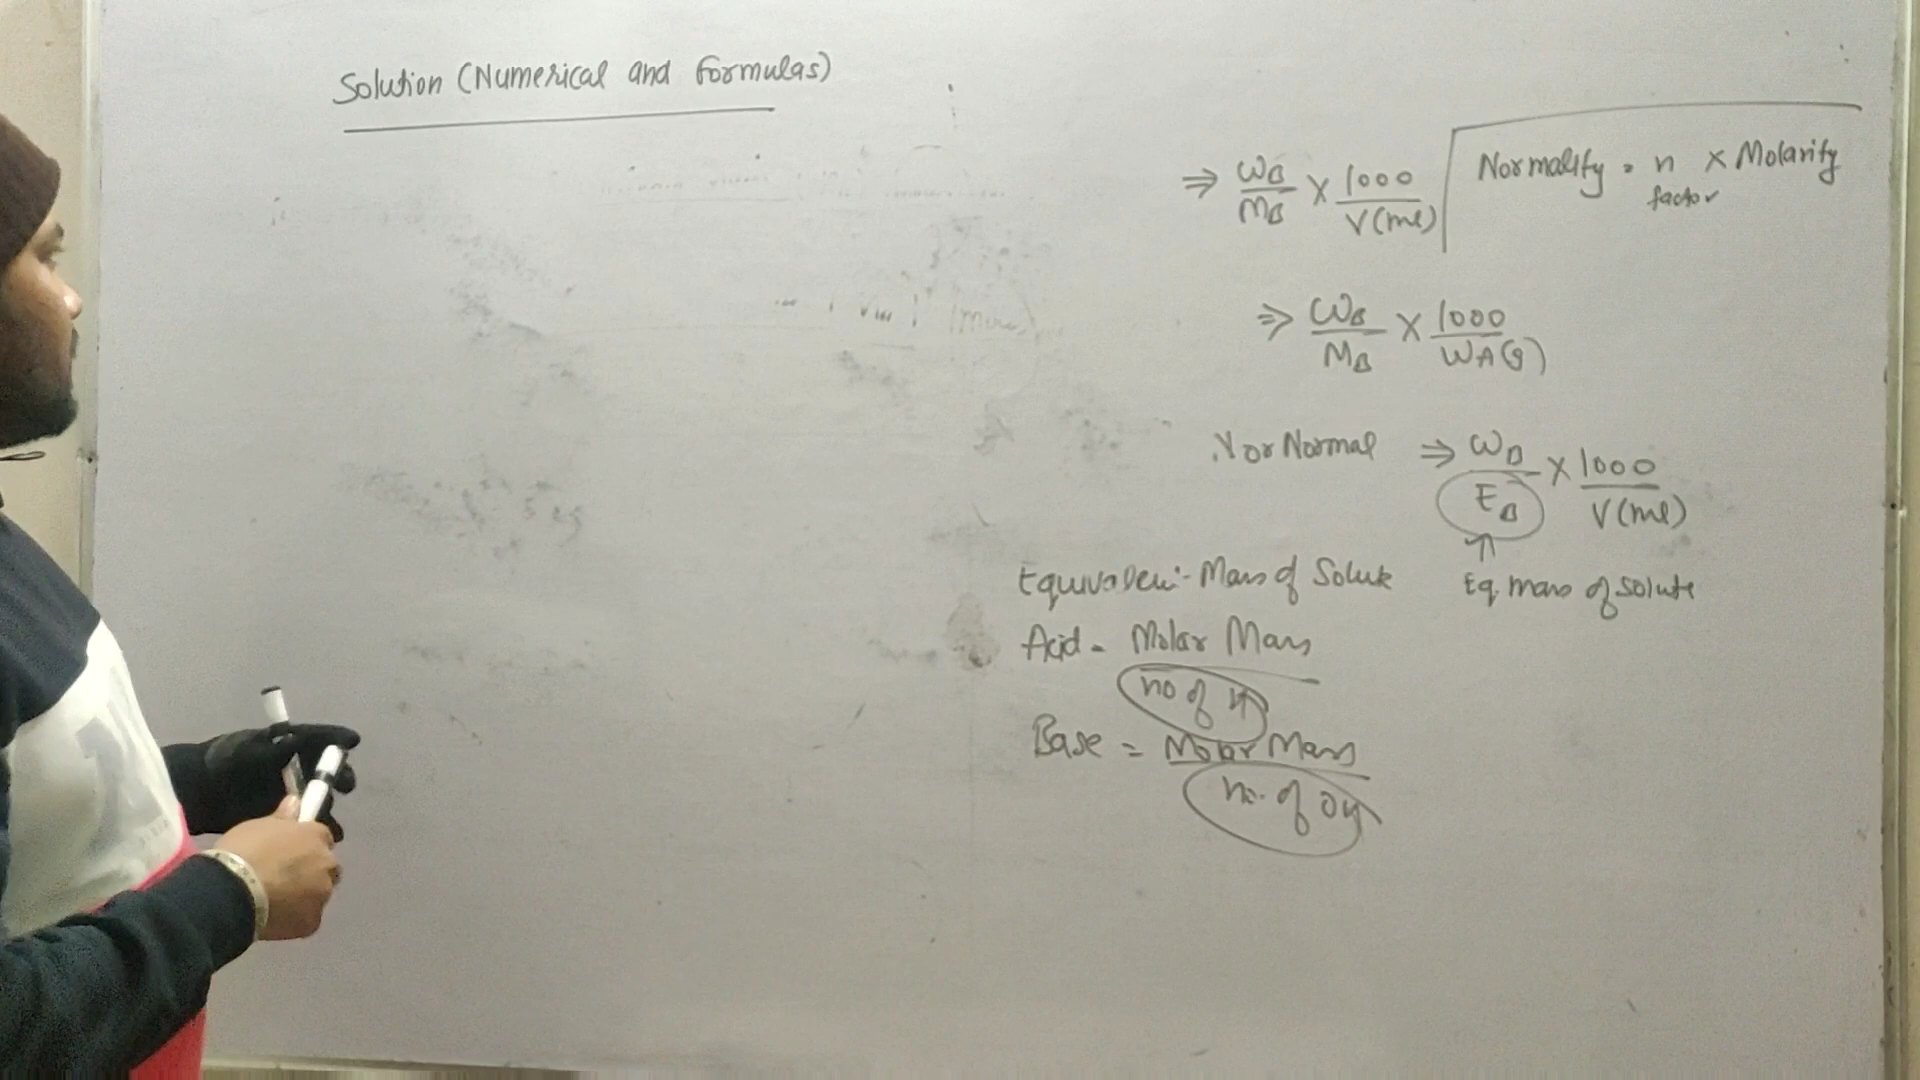 Solution (Numerical and Formulas)
⇒ WB/MB × 1000/V(ml)
Normality = n factor × Molarity
⇒ WB/MB × 1000/WA(g)
N or Normal ⇒ WB/EB × 1000/V(ml)
Eq. mass of solute
Equivalent Mass of Solute
Acid = Molar Mass / no of H
Base = Molar Mass / no. of OH